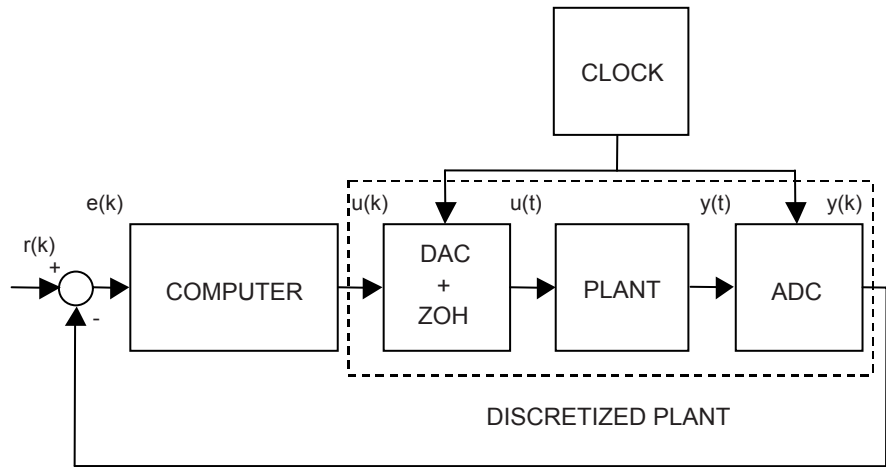 CLOCK
e(k)
u(k)
u(t)
y(t)
y(k)
r(k)
+
-
COMPUTER
DAC
+
ZOH
PLANT
ADC
DISCRETIZED PLANT